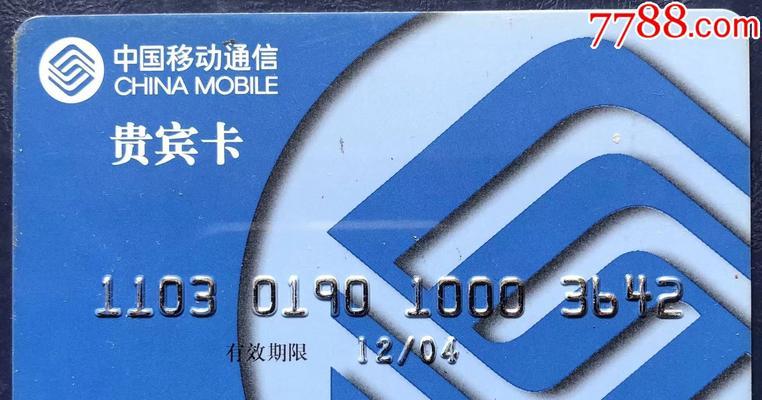 7788.com
中国移动通信
CHINA MOBILE
贵宾卡
1103 0190 1000 3642
有效期限 12/04